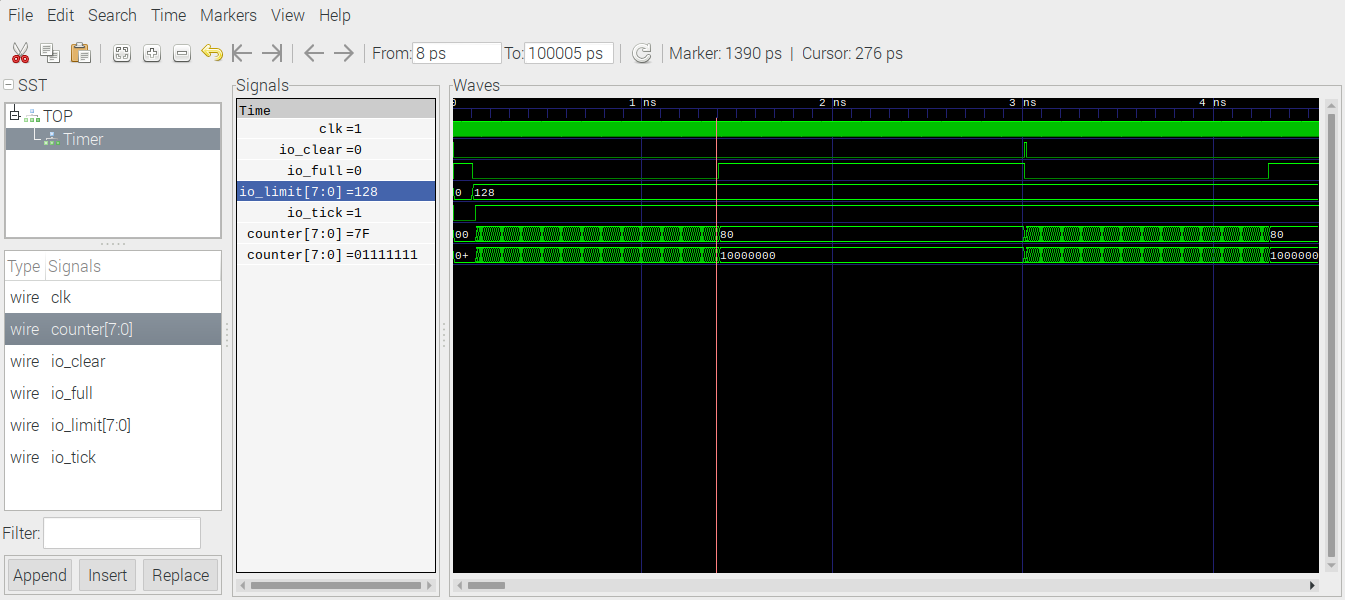 File Edit Search Time Markers View Help
From: 8 ps To: 100005 ps Marker: 1390 ps | Cursor: 276 ps
SST
TOP
Timer
Type Signals
wire clk
wire counter[7:0]
wire io_clear
wire io_full
wire io_limit[7:0]
wire io_tick
Filter:
Append Insert Replace
Signals
Time
clk =1
io_clear =0
io_full =0
io_limit[7:0] =128
io_tick =1
counter[7:0] =7F
counter[7:0] =01111111
Waves
0 1 ns 2 ns 3 ns 4 ns
0 128
00 80 80
0+ 10000000 1000000